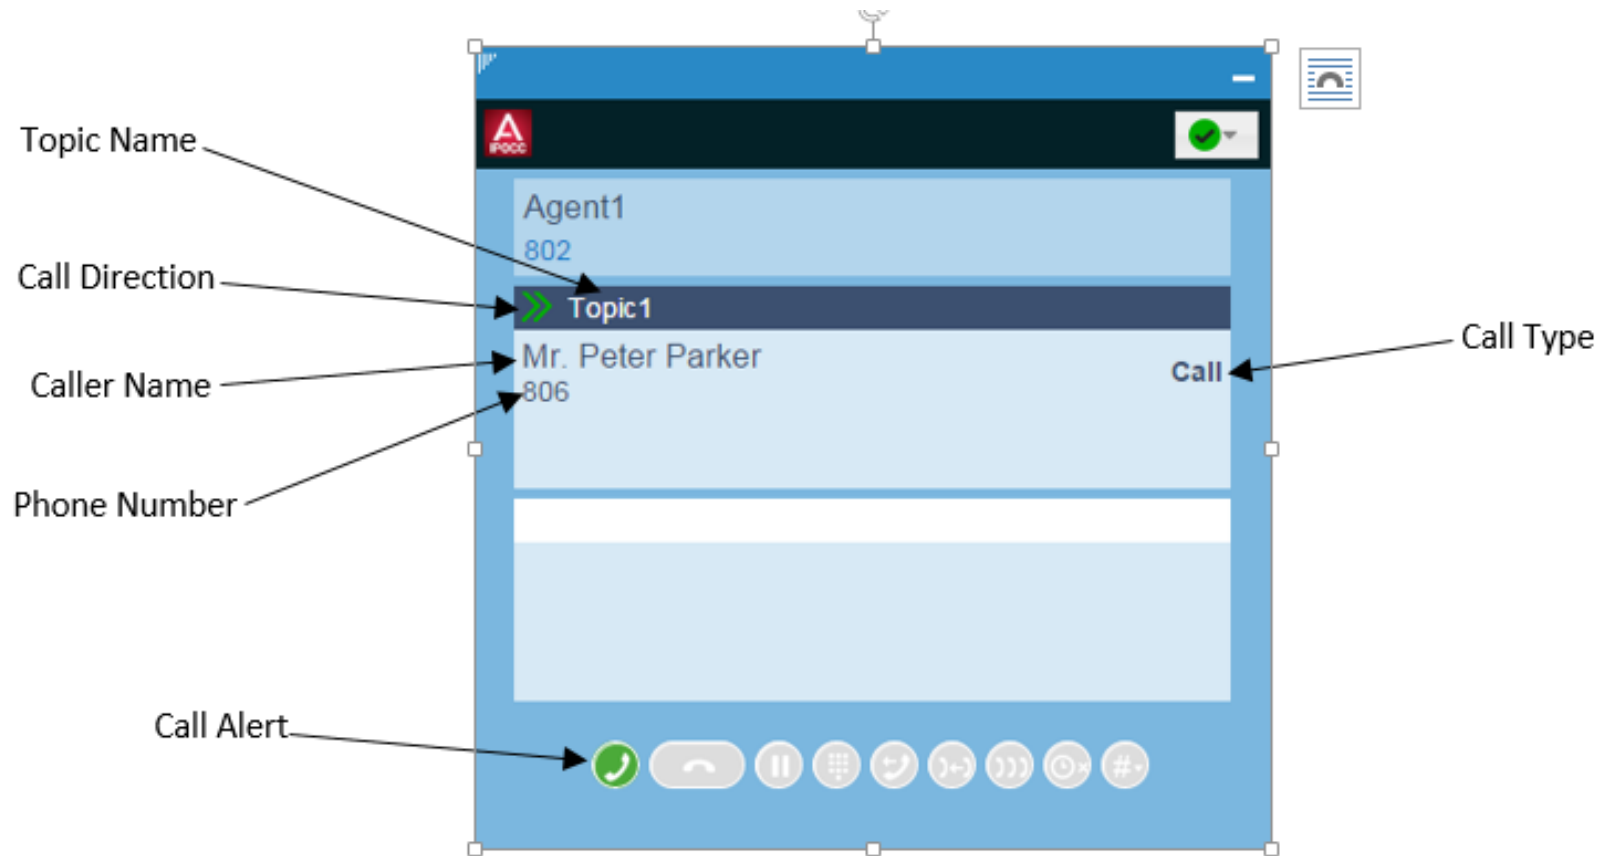 Topic Name
IPOCC
Agent1
802
Call Direction
Topic1
Call Type
Caller Name
Mr. Peter Parker
Call
806
Phone Number
Call Alert
#